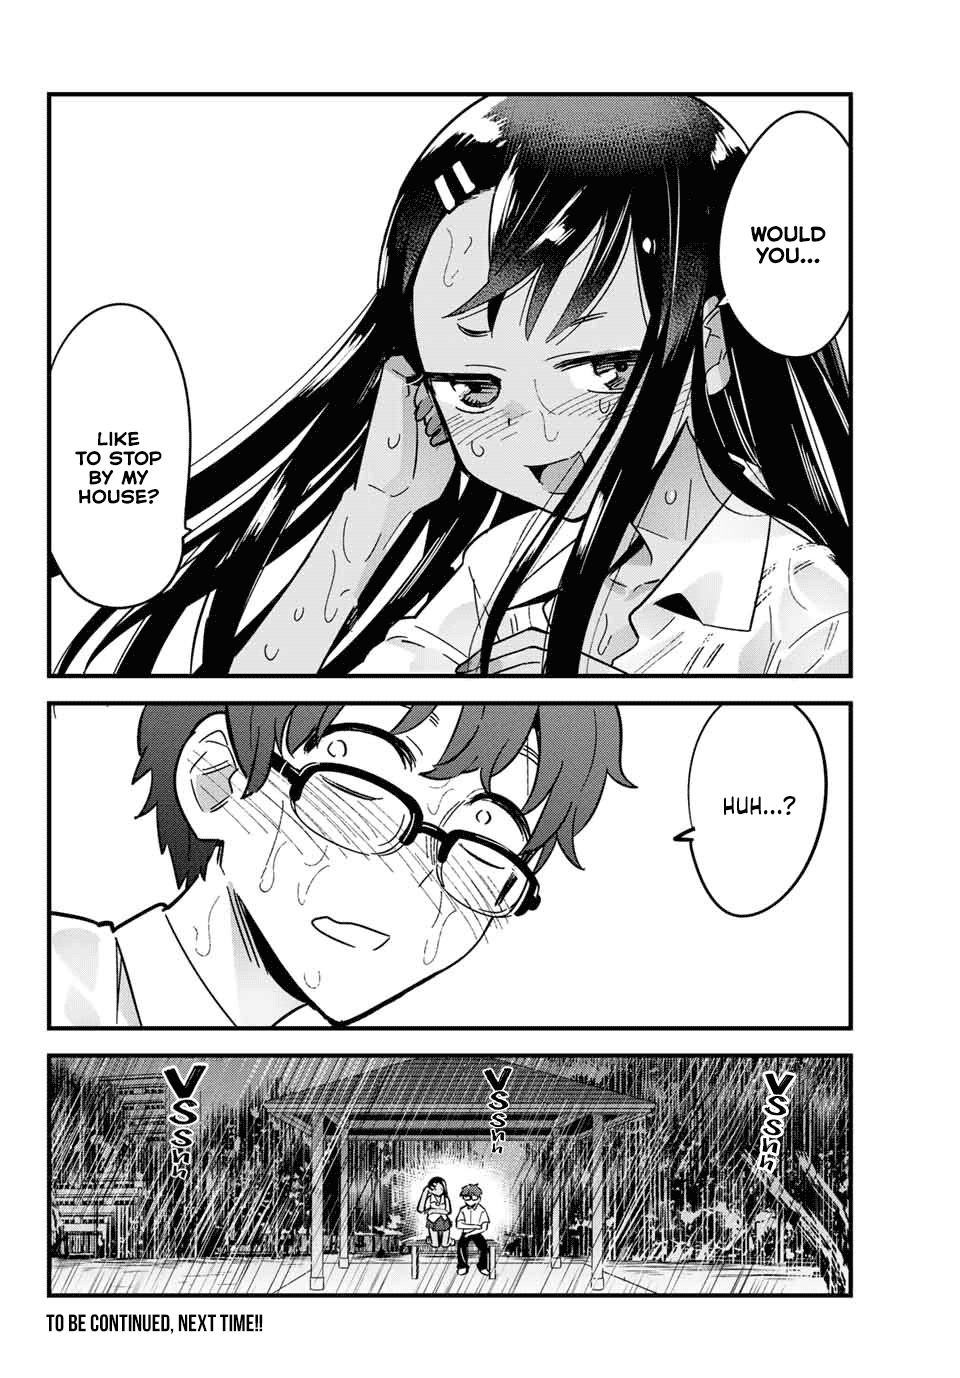 WOULD
YOU...
LIKE
TO STOP
BY MY
HOUSE?
HUH...?
VSSHH
VSSHH
VSSHH
TO BE CONTINUED, NEXT TIME!!